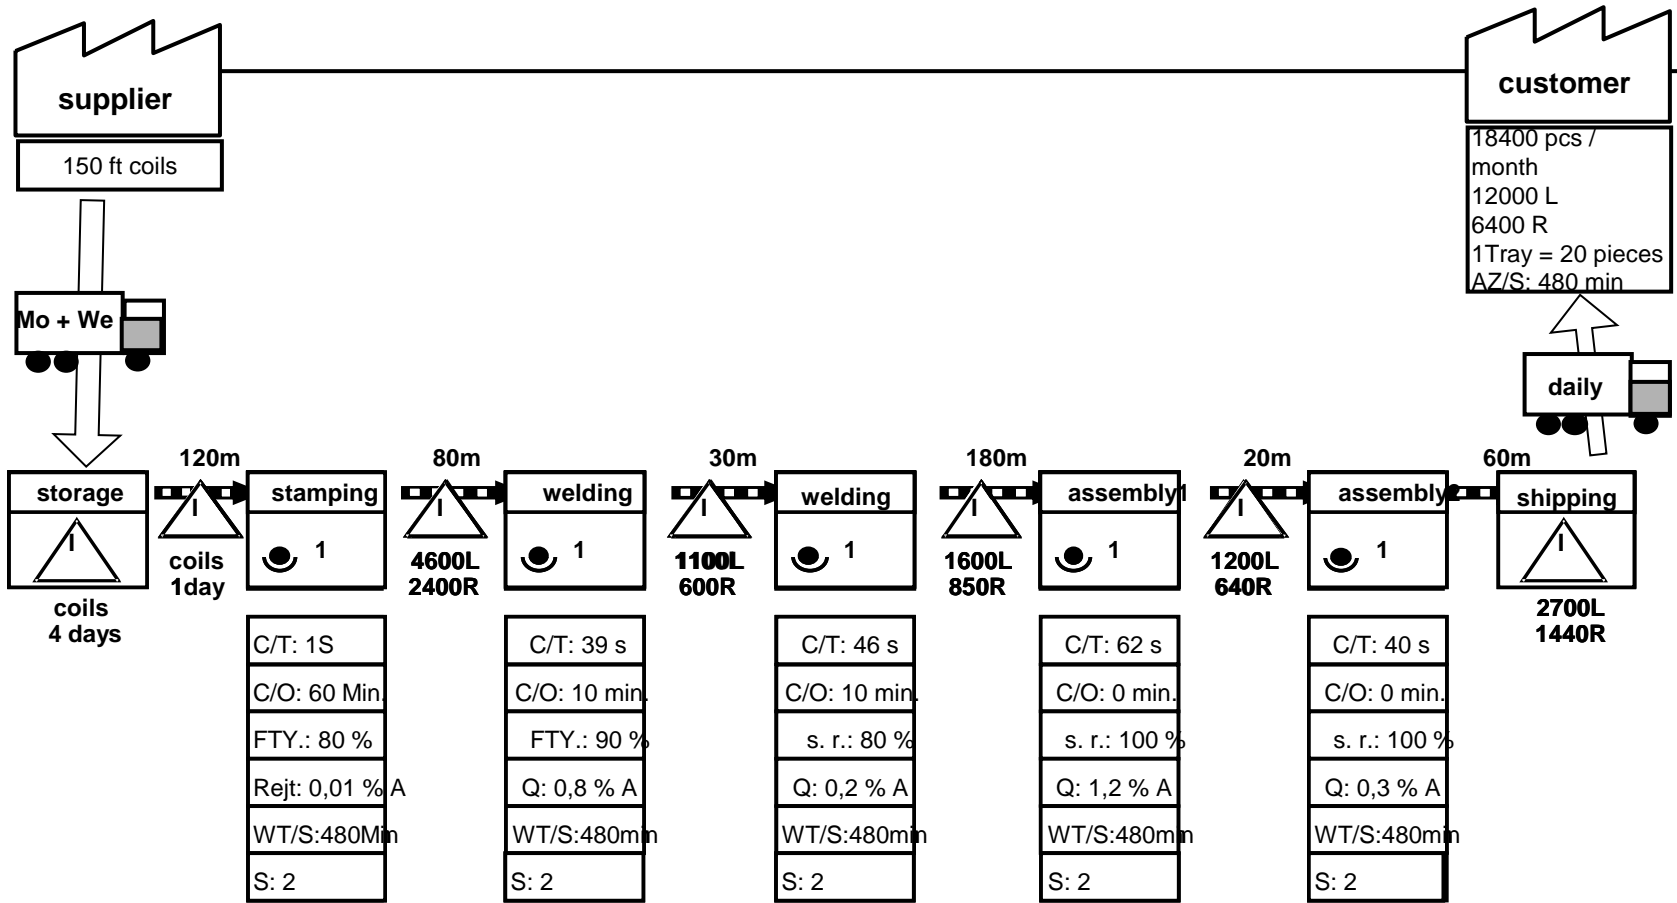 supplier
150 ft coils
customer
18400 pcs /
month
12000 L
6400 R
1Tray = 20 pieces
AZ/S: 480 min
Mo + We
daily
120m
80m
30m
180m
20m
60m
storage
I
coils
4 days
I
coils
1day
stamping
1
I
4600L
2400R
welding
1
I
1100L
600R
welding
1
I
1600L
850R
assembly1
1
I
1200L
640R
assembly2
1
shipping
I
2700L
1440R
C/T: 1S
C/O: 60 Min.
FTY.: 80 %
Rejt: 0,01 % A
WT/S:480Min
S: 2
C/T: 39 s
C/O: 10 min.
FTY.: 90 %
Q: 0,8 % A
WT/S:480min
S: 2
C/T: 46 s
C/O: 10 min.
s. r.: 80 %
Q: 0,2 % A
WT/S:480min
S: 2
C/T: 62 s
C/O: 0 min.
s. r.: 100 %
Q: 1,2 % A
WT/S:480min
S: 2
C/T: 40 s
C/O: 0 min.
s. r.: 100 %
Q: 0,3 % A
WT/S:480min
S: 2